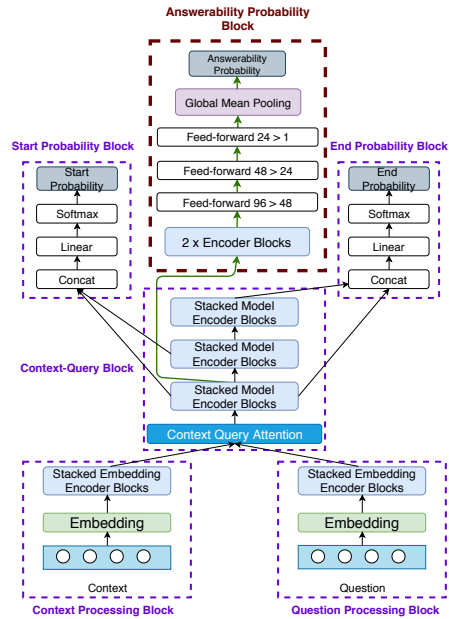 Answerability Probability
Block
Answerability
Probability
Global Mean Pooling
Feed-forward 24 > 1
Feed-forward 48 > 24
Feed-forward 96 > 48
2 x Encoder Blocks
Start Probability Block
Start
Probability
Softmax
Linear
Concat
End Probability Block
End
Probability
Softmax
Linear
Concat
Context-Query Block
Stacked Model
Encoder Blocks
Stacked Model
Encoder Blocks
Stacked Model
Encoder Blocks
Context Query Attention
Stacked Embedding
Encoder Blocks
Embedding
Context
Context Processing Block
Stacked Embedding
Encoder Blocks
Embedding
Question
Question Processing Block